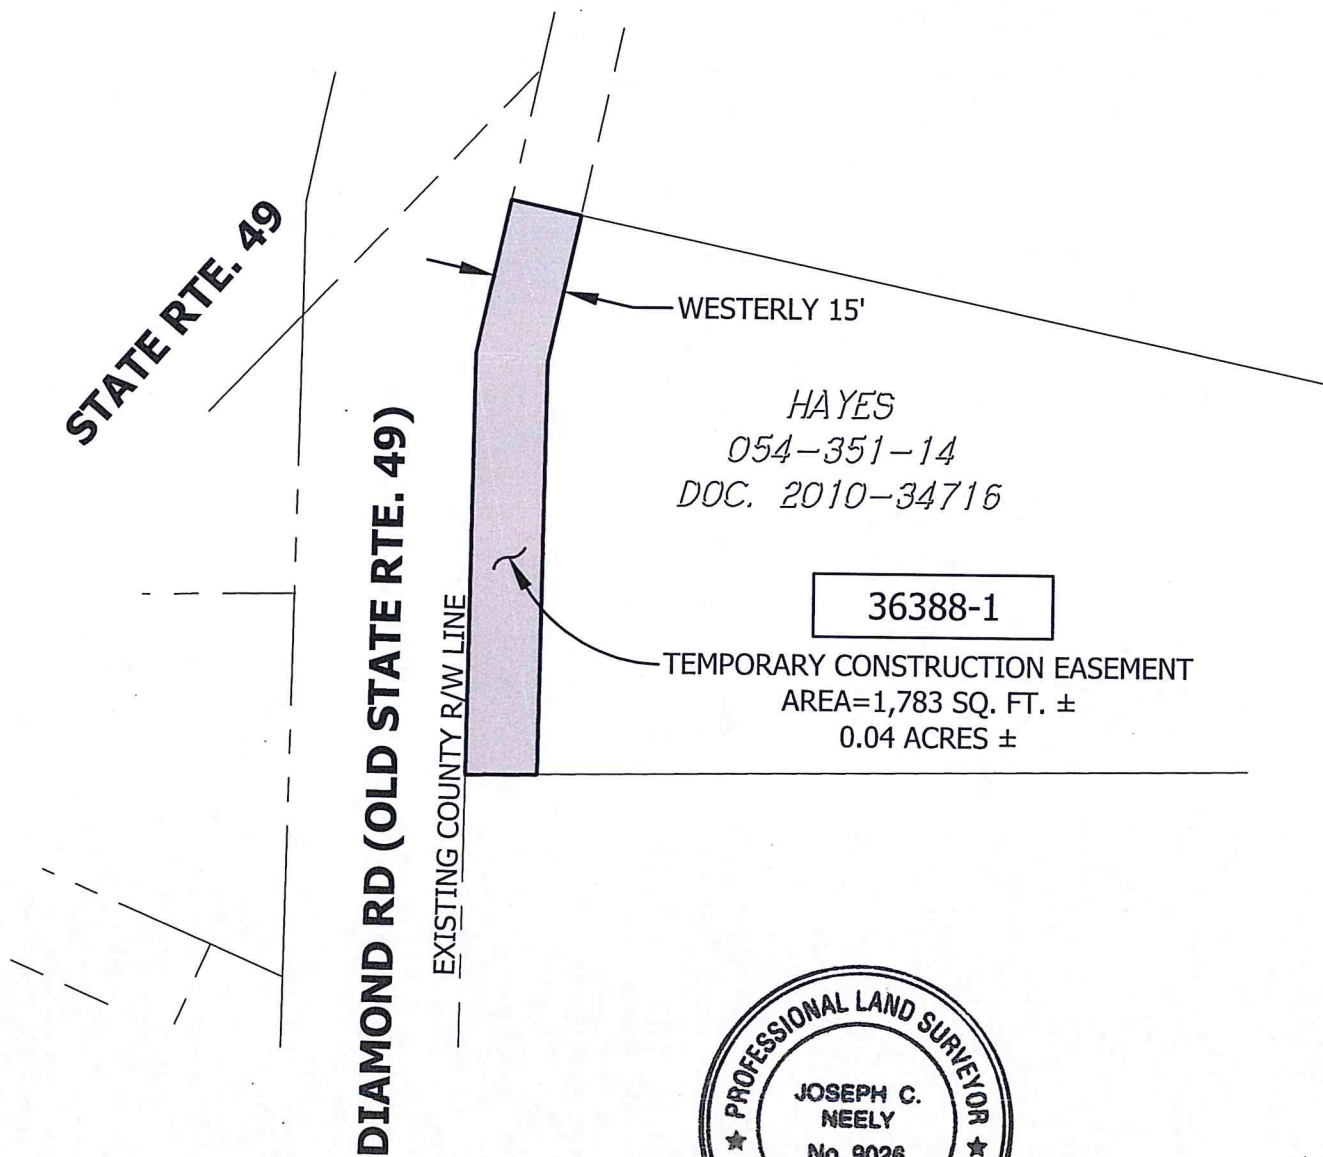 STATE RTE. 49
WESTERLY 15'
HAYES
054-351-14
DOC. 2010-34716
36388-1
TEMPORARY CONSTRUCTION EASEMENT
AREA=1,783 SQ. FT. ±
0.04 ACRES ±
DIAMOND RD (OLD STATE RTE. 49)
EXISTING COUNTY R/W LINE
PROFESSIONAL LAND SURVEYOR
JOSEPH C.
NEELY
No. 9026